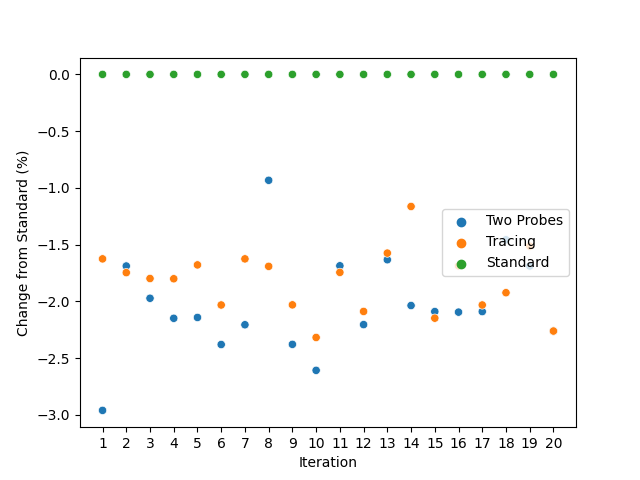 0.0
−0.5
−1.0
−1.5
−2.0
−2.5
−3.0
Change from Standard (%)
Two Probes
Tracing
Standard
1 2 3 4 5 6 7 8 9 10 11 12 13 14 15 16 17 18 19 20
Iteration